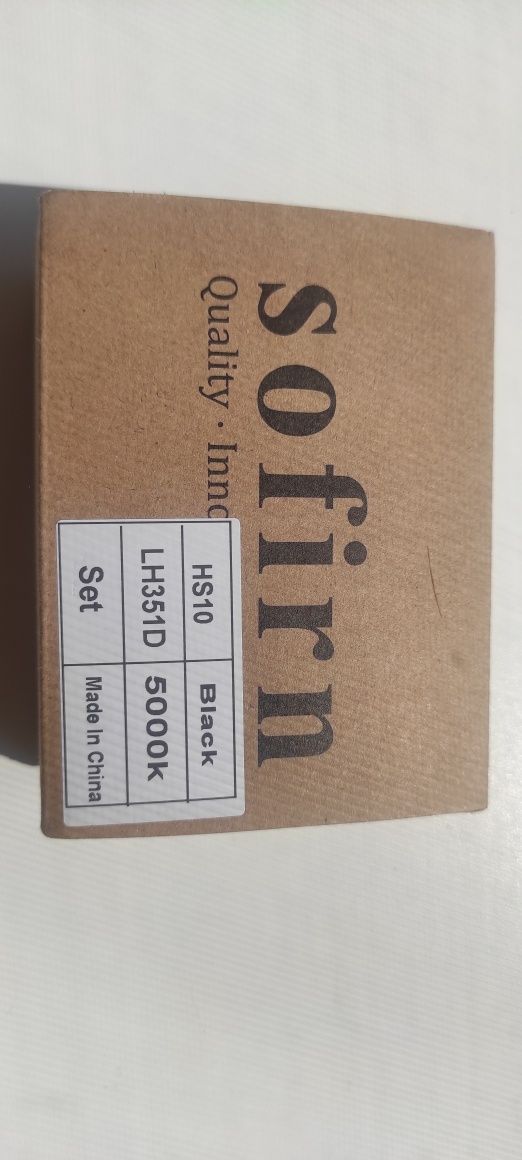 sofirn
Quality · Inno
HS10 Black
LH351D 5000k
Set Made In China